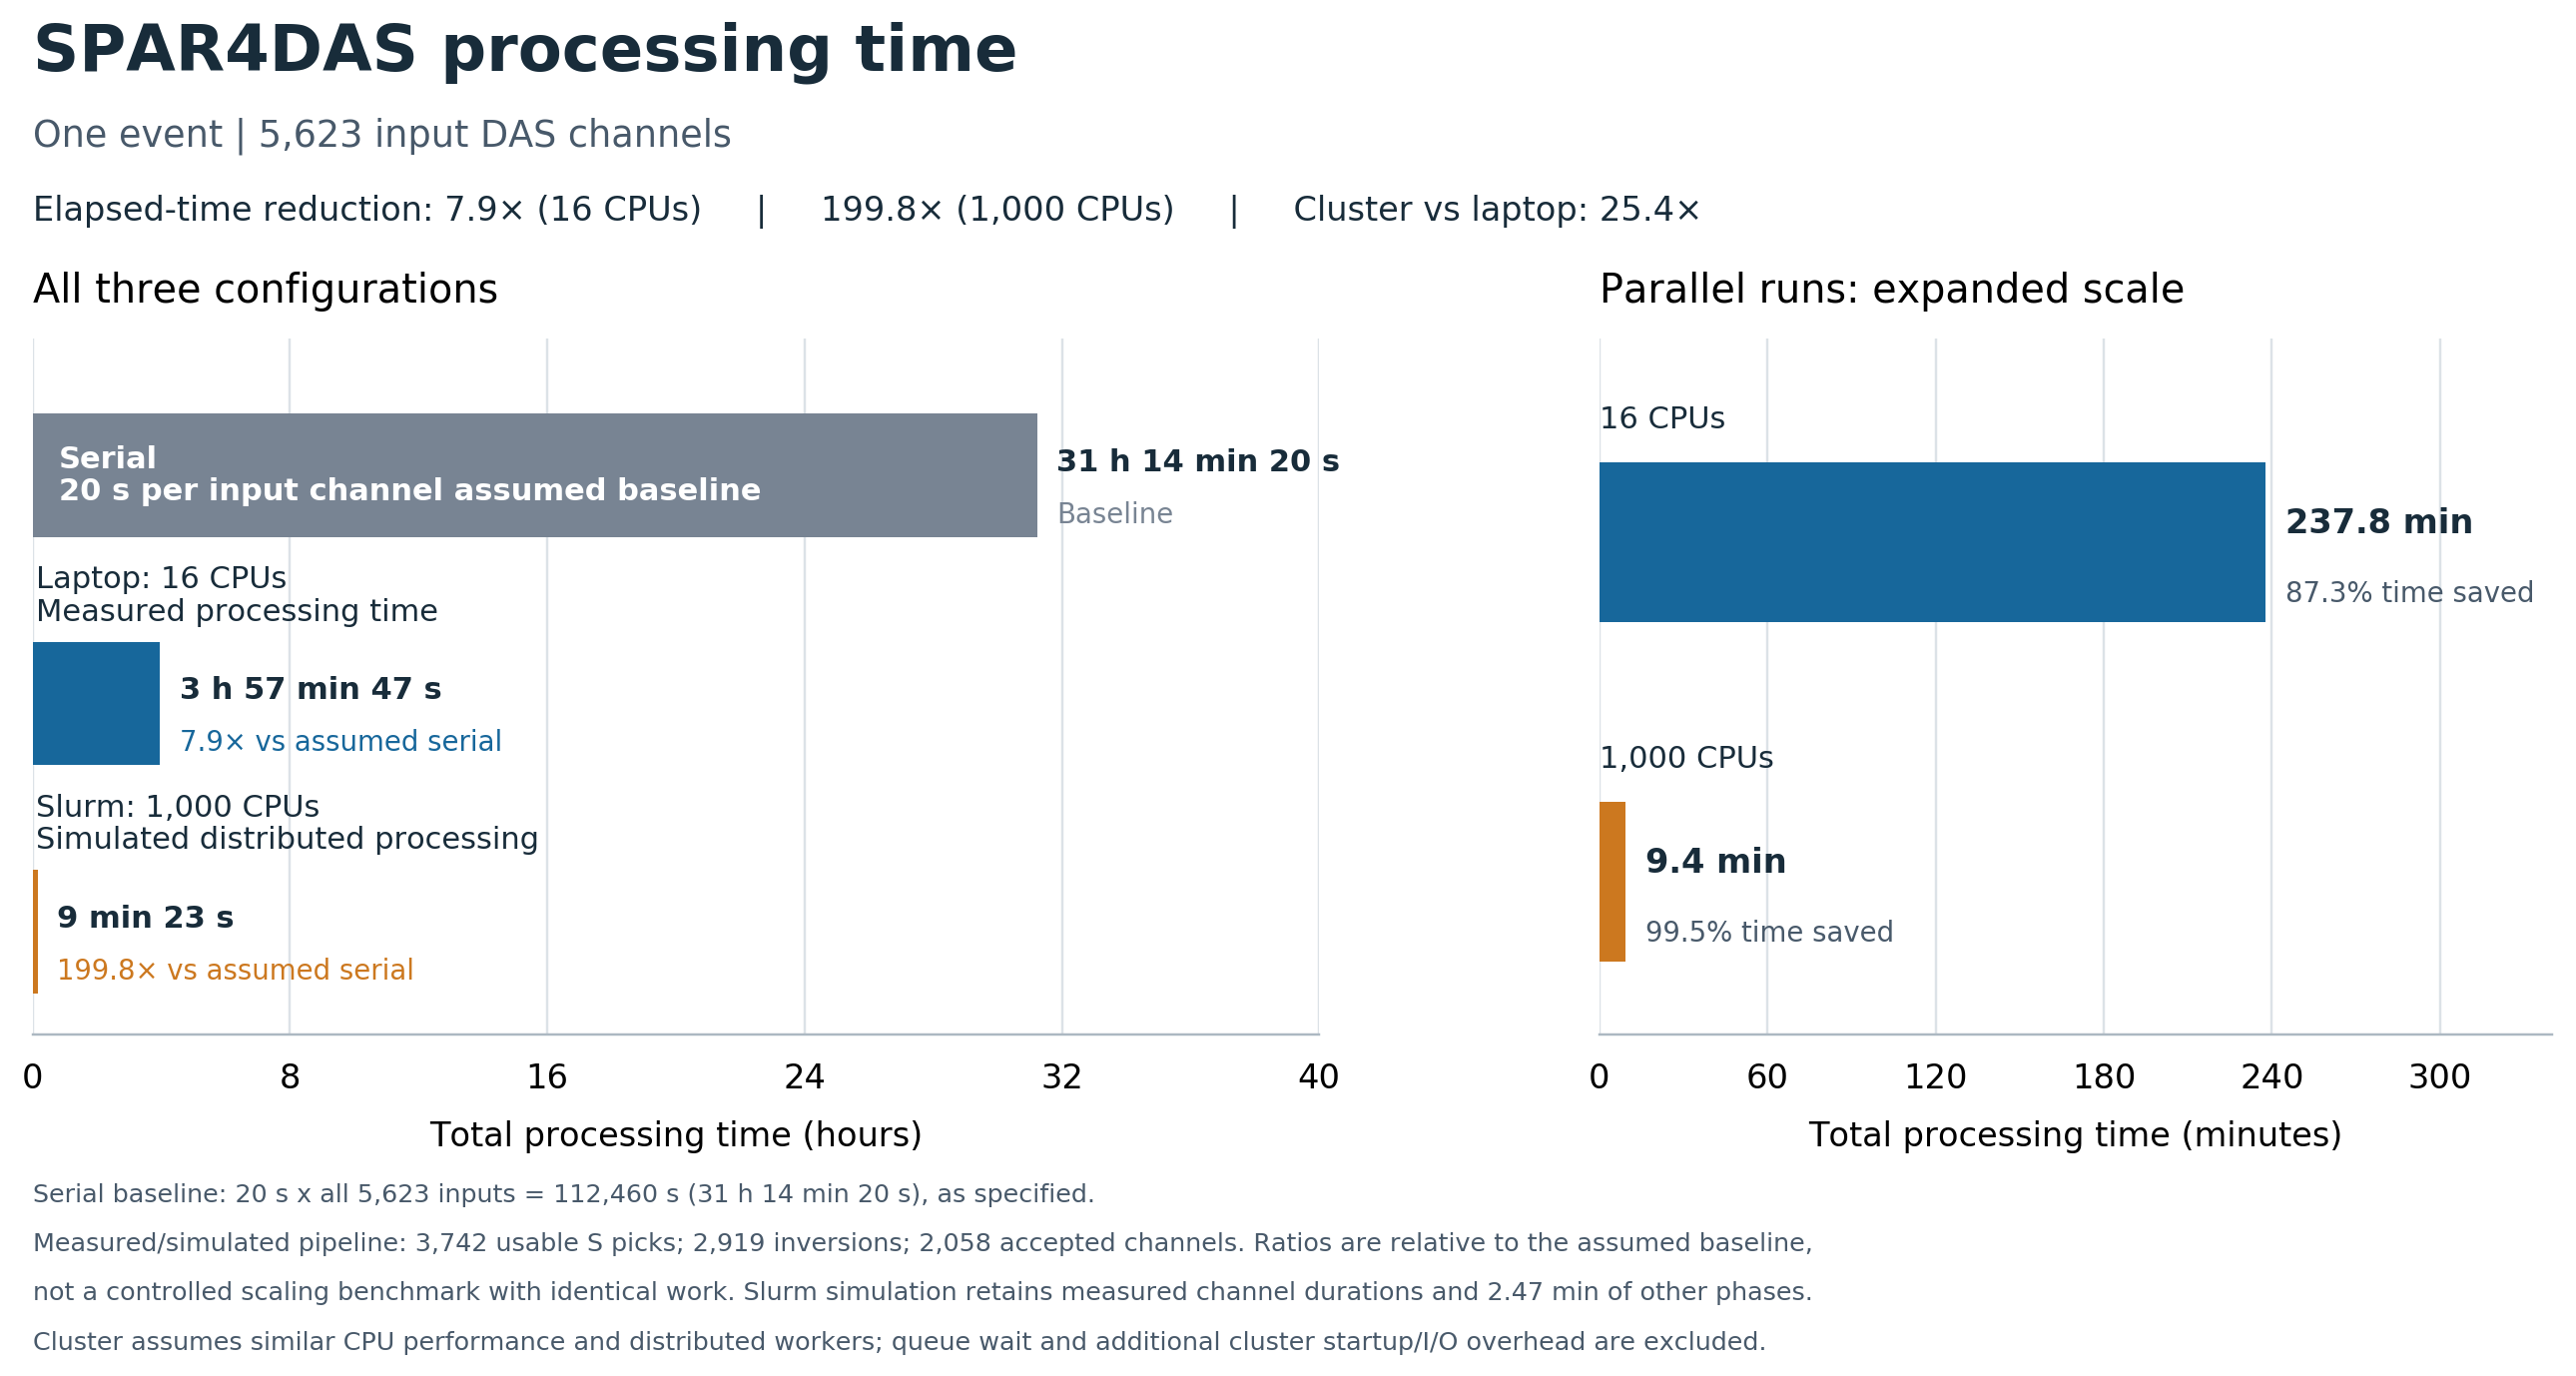 SPAR4DAS processing time
One event | 5,623 input DAS channels
Elapsed-time reduction: 7.9× (16 CPUs) | 199.8× (1,000 CPUs) | Cluster vs laptop: 25.4×
All three configurations
Serial
20 s per input channel assumed baseline
31 h 14 min 20 s
Baseline
Laptop: 16 CPUs
Measured processing time
3 h 57 min 47 s
7.9× vs assumed serial
Slurm: 1,000 CPUs
Simulated distributed processing
9 min 23 s
199.8× vs assumed serial
0 8 16 24 32 40
Total processing time (hours)
Parallel runs: expanded scale
16 CPUs
237.8 min
87.3% time saved
1,000 CPUs
9.4 min
99.5% time saved
0 60 120 180 240 300
Total processing time (minutes)
Serial baseline: 20 s x all 5,623 inputs = 112,460 s (31 h 14 min 20 s), as specified.
Measured/simulated pipeline: 3,742 usable S picks; 2,919 inversions; 2,058 accepted channels. Ratios are relative to the assumed baseline,
not a controlled scaling benchmark with identical work. Slurm simulation retains measured channel durations and 2.47 min of other phases.
Cluster assumes similar CPU performance and distributed workers; queue wait and additional cluster startup/I/O overhead are excluded.